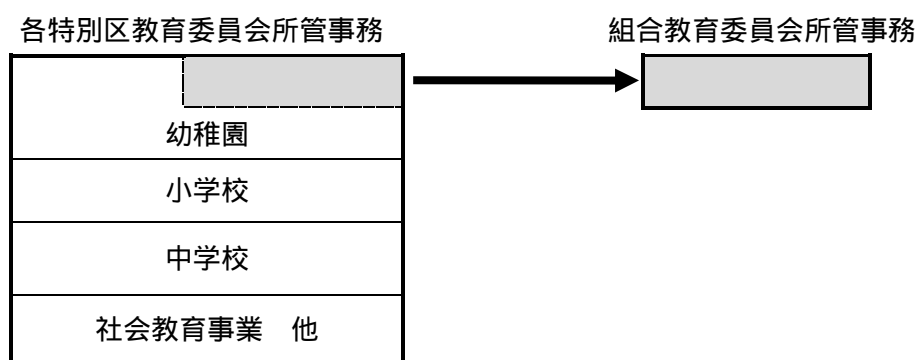 各特別区教育委員会所管事務
組合教育委員会所管事務
幼稚園
小学校
中学校
社会教育事業　他